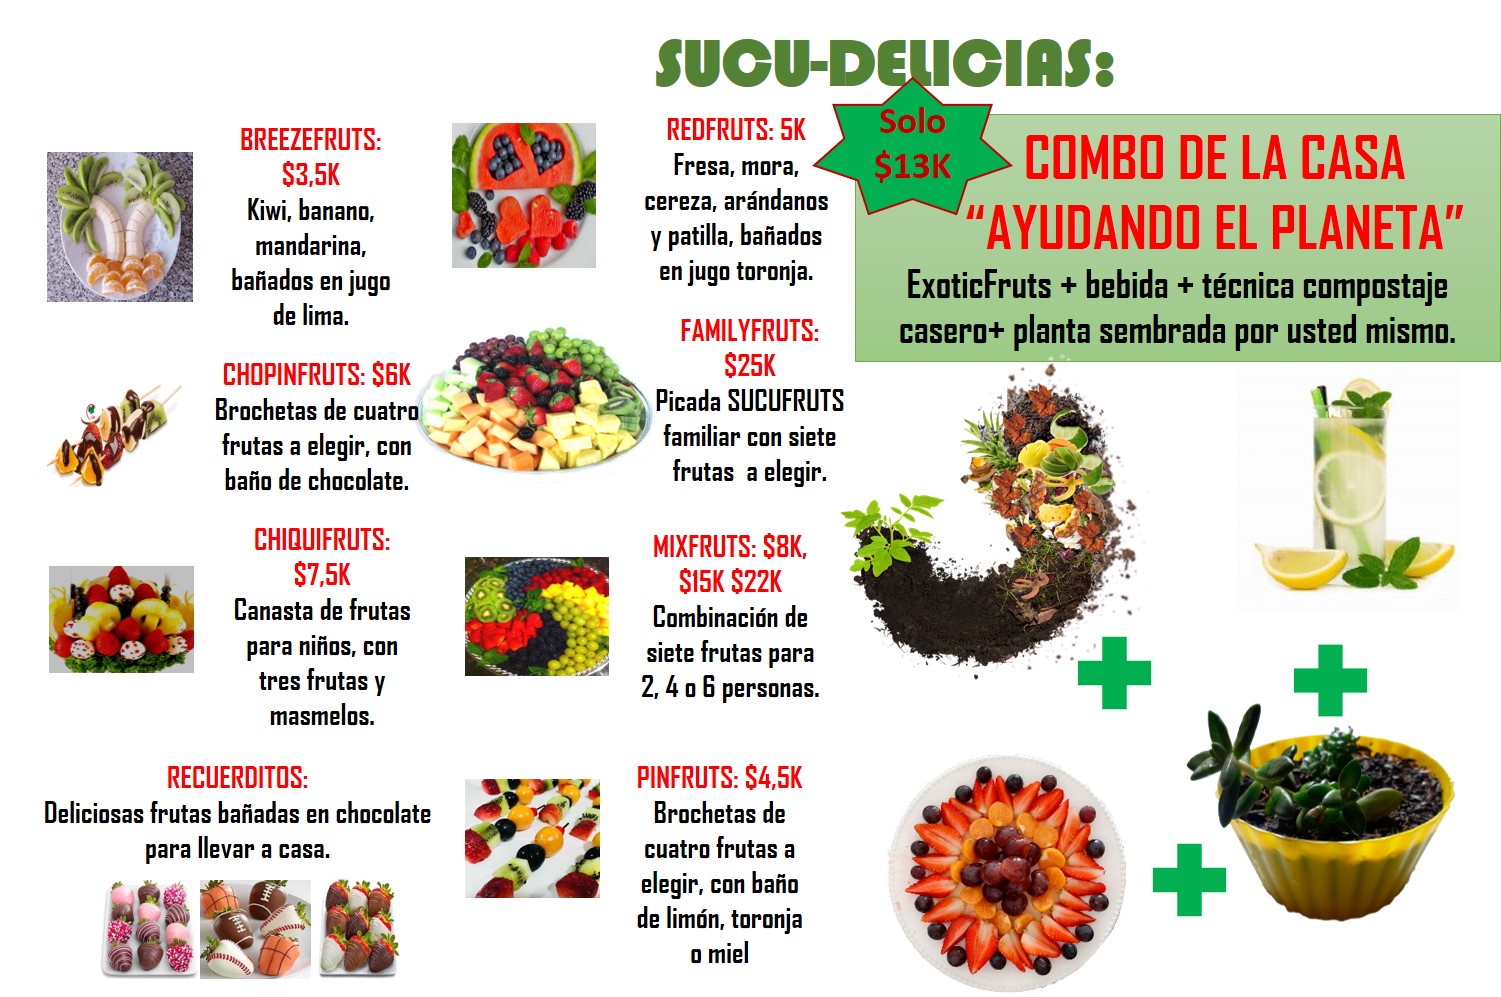 SUCU-DELICIAS:
BREEZEFRUTS:
$3,5K
Kiwi, banano,
mandarina,
bañados en jugo
de lima.
CHOPINFRUTS: $6K
Brochetas de cuatro
frutas a elegir, con
baño de chocolate.
CHIQUIFRUTS:
$7,5K
Canasta de frutas
para niños, con
tres frutas y
masmelos.
RECUERDITOS:
Deliciosas frutas bañadas en chocolate
para llevar a casa.
REDFRUTS: 5K
Fresa, mora,
cereza, arándanos
y patilla, bañados
en jugo toronja.
FAMILYFRUTS:
$25K
Picada SUCUFRUTS
familiar con siete
frutas a elegir.
MIXFRUTS: $8K,
$15K $22K
Combinación de
siete frutas para
2, 4 o 6 personas.
PINFRUTS: $4,5K
Brochetas de
cuatro frutas a
elegir, con baño
de limón, toronja
o miel
Solo
$13K
COMBO DE LA CASA
“AYUDANDO EL PLANETA”
ExoticFruts + bebida + técnica compostaje
casero+ planta sembrada por usted mismo.